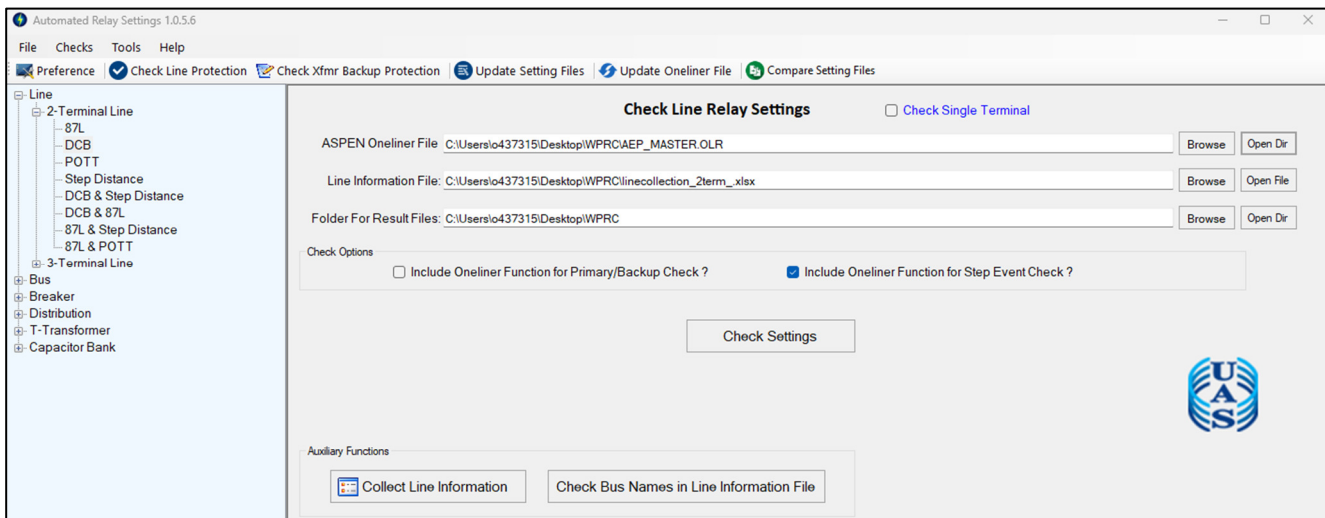 Automated Relay Settings 1.0.5.6
File Checks Tools Help
Preference Check Line Protection Check Xfmr Backup Protection Update Setting Files Update Oneliner File Compare Setting Files
Line
2-Terminal Line
87L
DCB
POTT
Step Distance
DCB & Step Distance
DCB & 87L
87L & Step Distance
87L & POTT
3-Terminal Line
Bus
Breaker
Distribution
T-Transformer
Capacitor Bank
Check Line Relay Settings Check Single Terminal
ASPEN Oneliner File C:\Users\o437315\Desktop\WPRC\AEP_MASTER.OLR Browse Open Dir
Line Information File: C:\Users\o437315\Desktop\WPRC\linecollection_2term_.xlsx Browse Open File
Folder For Result Files: C:\Users\o437315\Desktop\WPRC Browse Open Dir
Check Options
Include Oneliner Function for Primary/Backup Check ? Include Oneliner Function for Step Event Check ?
Check Settings
U
A
S
Auxiliary Functions
Collect Line Information Check Bus Names in Line Information File